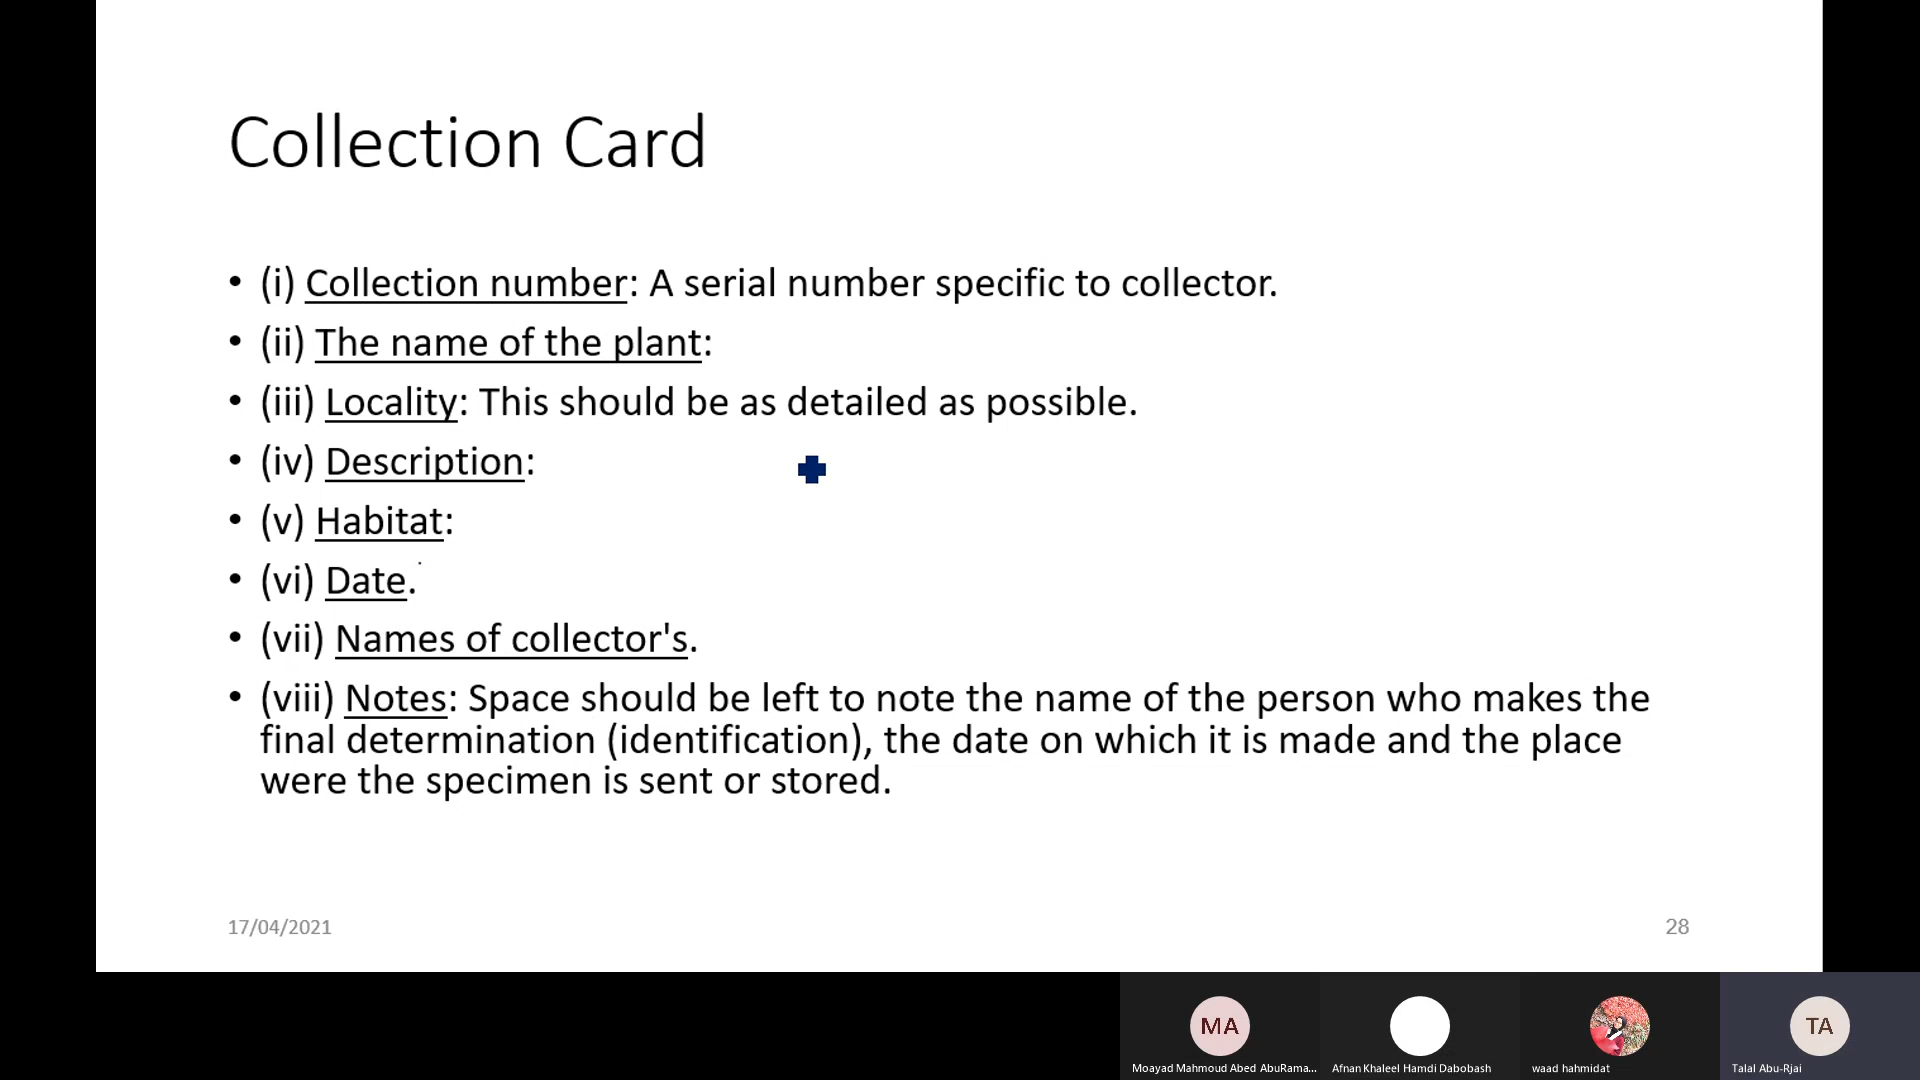 Collection Card
• (i) Collection number: A serial number specific to collector.
• (ii) The name of the plant:
• (iii) Locality: This should be as detailed as possible.
• (iv) Description:
• (v) Habitat:
• (vi) Date.
• (vii) Names of collector's.
• (viii) Notes: Space should be left to note the name of the person who makes the
final determination (identification), the date on which it is made and the place
were the specimen is sent or stored.
17/04/2021
28
MA
TA
Moayad Mahmoud Abed AbuRama...
Afnan Khaleel Hamdi Dabobash
waad hahmidat
Talal Abu-Rjai